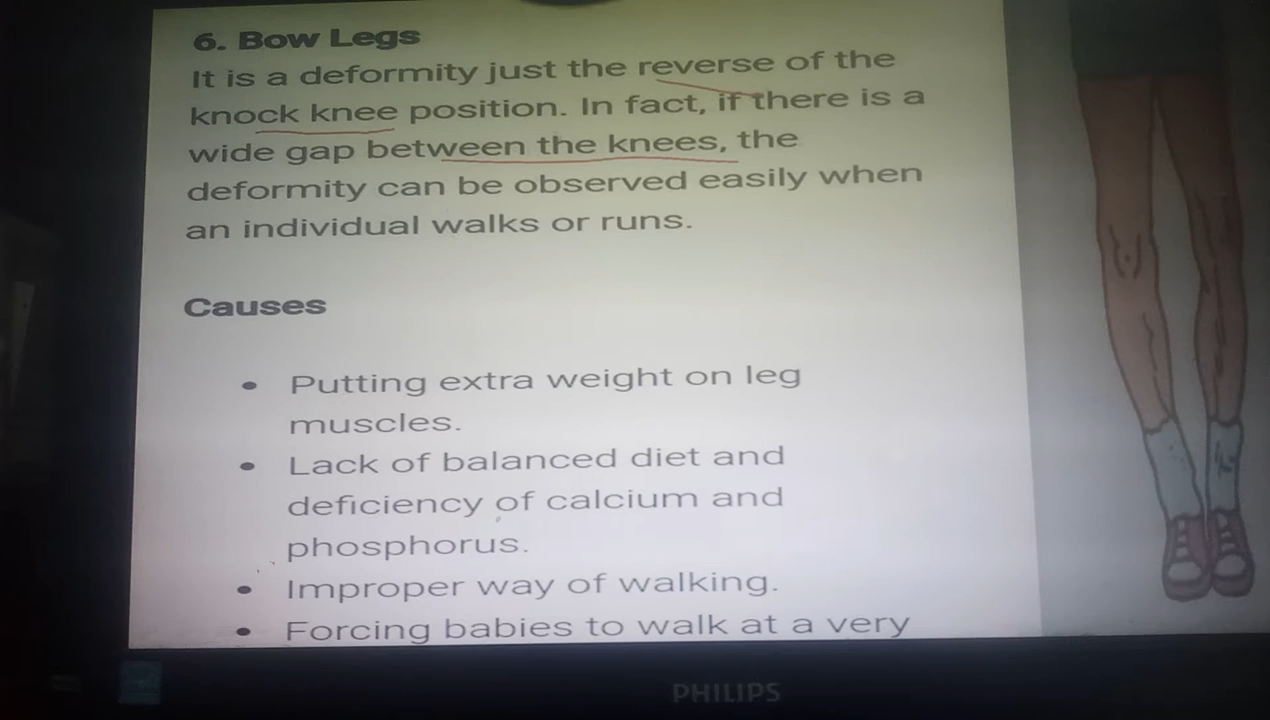 6. Bow Legs
It is a deformity just the reverse of the
knock knee position. In fact, if there is a
wide gap between the knees, the
deformity can be observed easily when
an individual walks or runs.
Causes
• Putting extra weight on leg
muscles.
• Lack of balanced diet and
deficiency of calcium and
phosphorus.
• Improper way of walking.
• Forcing babies to walk at a very
PHILIPS